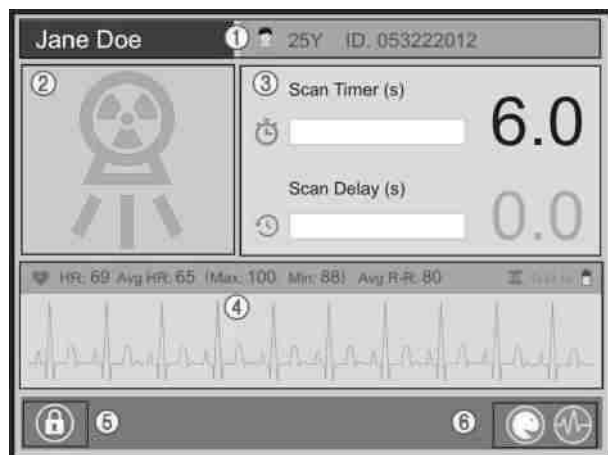 Jane Doe ① 25Y ID. 053222012
② ③ Scan Timer (s)
6.0
Scan Delay (s)
0.0
HR: 69 Avg HR: 65 (Max: 100 Min: 88) Avg R-R: 80
④
⑤ ⑥